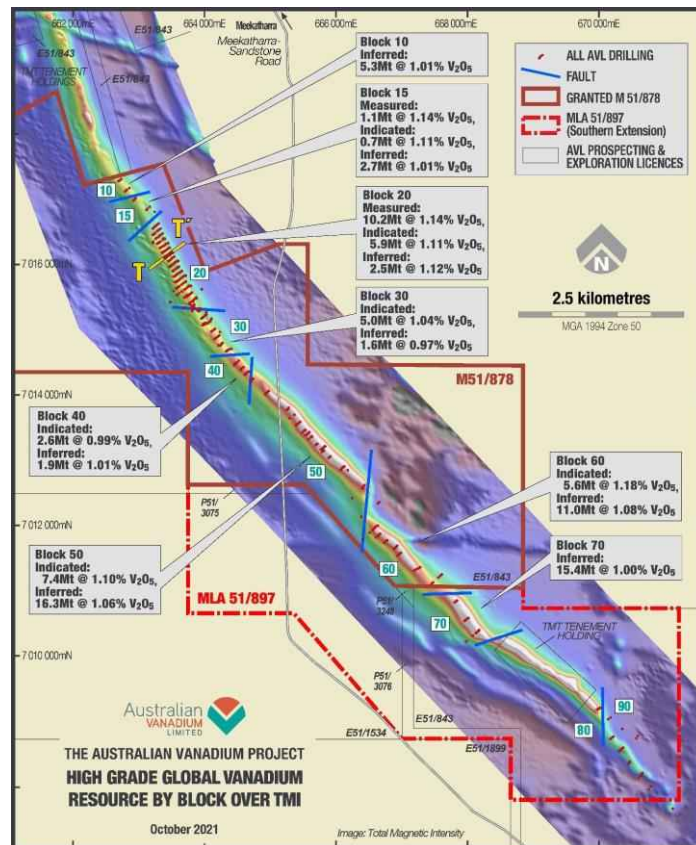 662 000mE
664 000mE
666 000mE
668 000mE
670 000mE
Meekatharra
Meekatharra-
Sandstone
Road
E51/843
E51/843
E51/843
TMT TENEMENT
HOLDINGS
Block 10
Inferred:
5.3Mt @ 1.01% V₂O₅
Block 15
Measured:
1.1Mt @ 1.14% V₂O₅,
Indicated:
0.7Mt @ 1.11% V₂O₅,
Inferred:
2.7Mt @ 1.01% V₂O₅
Block 20
Measured:
10.2Mt @ 1.14% V₂O₅,
Indicated:
5.9Mt @ 1.11% V₂O₅,
Inferred:
2.5Mt @ 1.12% V₂O₅
Block 30
Indicated:
5.0Mt @ 1.04% V₂O₅,
Inferred:
1.6Mt @ 0.97% V₂O₅
ALL AVL DRILLING
FAULT
GRANTED M 51/878
MLA 51/897
(Southern Extension)
AVL PROSPECTING &
EXPLORATION LICENCES
N
2.5 kilometres
MGA 1994 Zone 50
10
15
T'
T
20
30
40
7 016 000mN
7 014 000mN
M51/878
Block 40
Indicated:
2.6Mt @ 0.99% V₂O₅,
Inferred:
1.9Mt @ 1.01% V₂O₅
50
P51/
3075
7 012 000mN
Block 60
Indicated:
5.6Mt @ 1.18% V₂O₅,
Inferred:
11.0Mt @ 1.08% V₂O₅
Block 50
Indicated:
7.4Mt @ 1.10% V₂O₅,
Inferred:
16.3Mt @ 1.06% V₂O₅
60
E51/843
Block 70
Inferred:
15.4Mt @ 1.00% V₂O₅
MLA 51/897
P51/
3248
70
TMT TENEMENT
HOLDING
7 010 000mN
P51/
3076
90
80
E51/843
E51/1534
E51/1899
Australian
VANADIUM
LIMITED
THE AUSTRALIAN VANADIUM PROJECT
HIGH GRADE GLOBAL VANADIUM
RESOURCE BY BLOCK OVER TMI
October 2021
Image: Total Magnetic Intensity